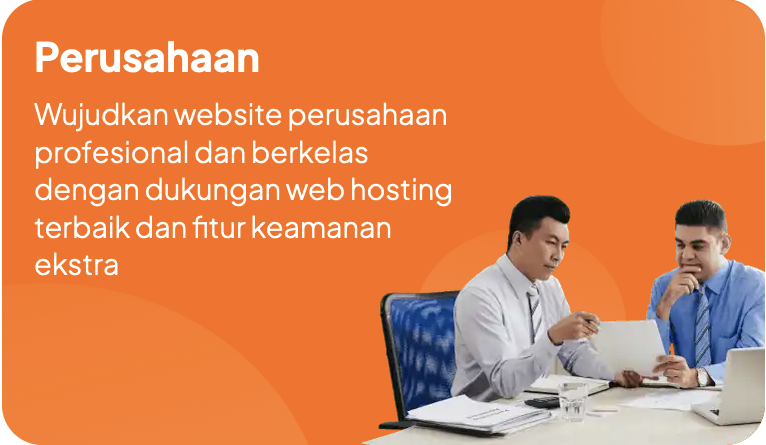 Perusahaan
Wujudkan website perusahaan
profesional dan berkelas
dengan dukungan web hosting
terbaik dan fitur keamanan
ekstra